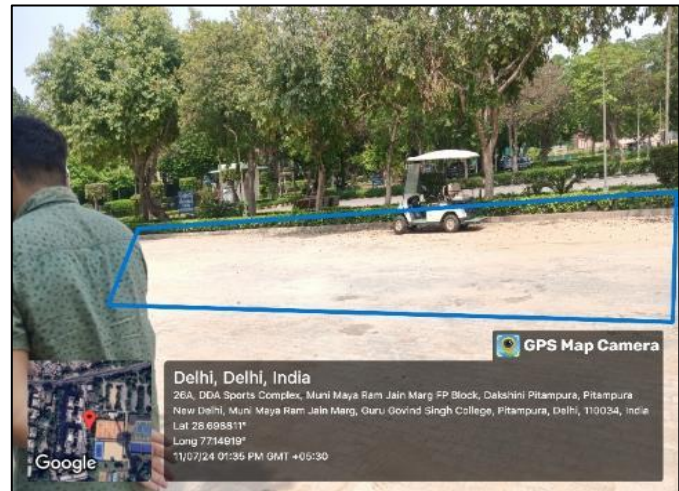 GPS Map Camera
Delhi, Delhi, India
26A, DDA Sports Complex, Muni Maya Ram Jain Marg FP Block, Dakshini Pitampura, Pitampura
New Delhi, Muni Maya Ram Jain Marg, Guru Govind Singh College, Pitampura, Delhi, 110034, India
Lat 28.698811°
Long 77.14919°
11/07/24 01:35 PM GMT +05:30
Google